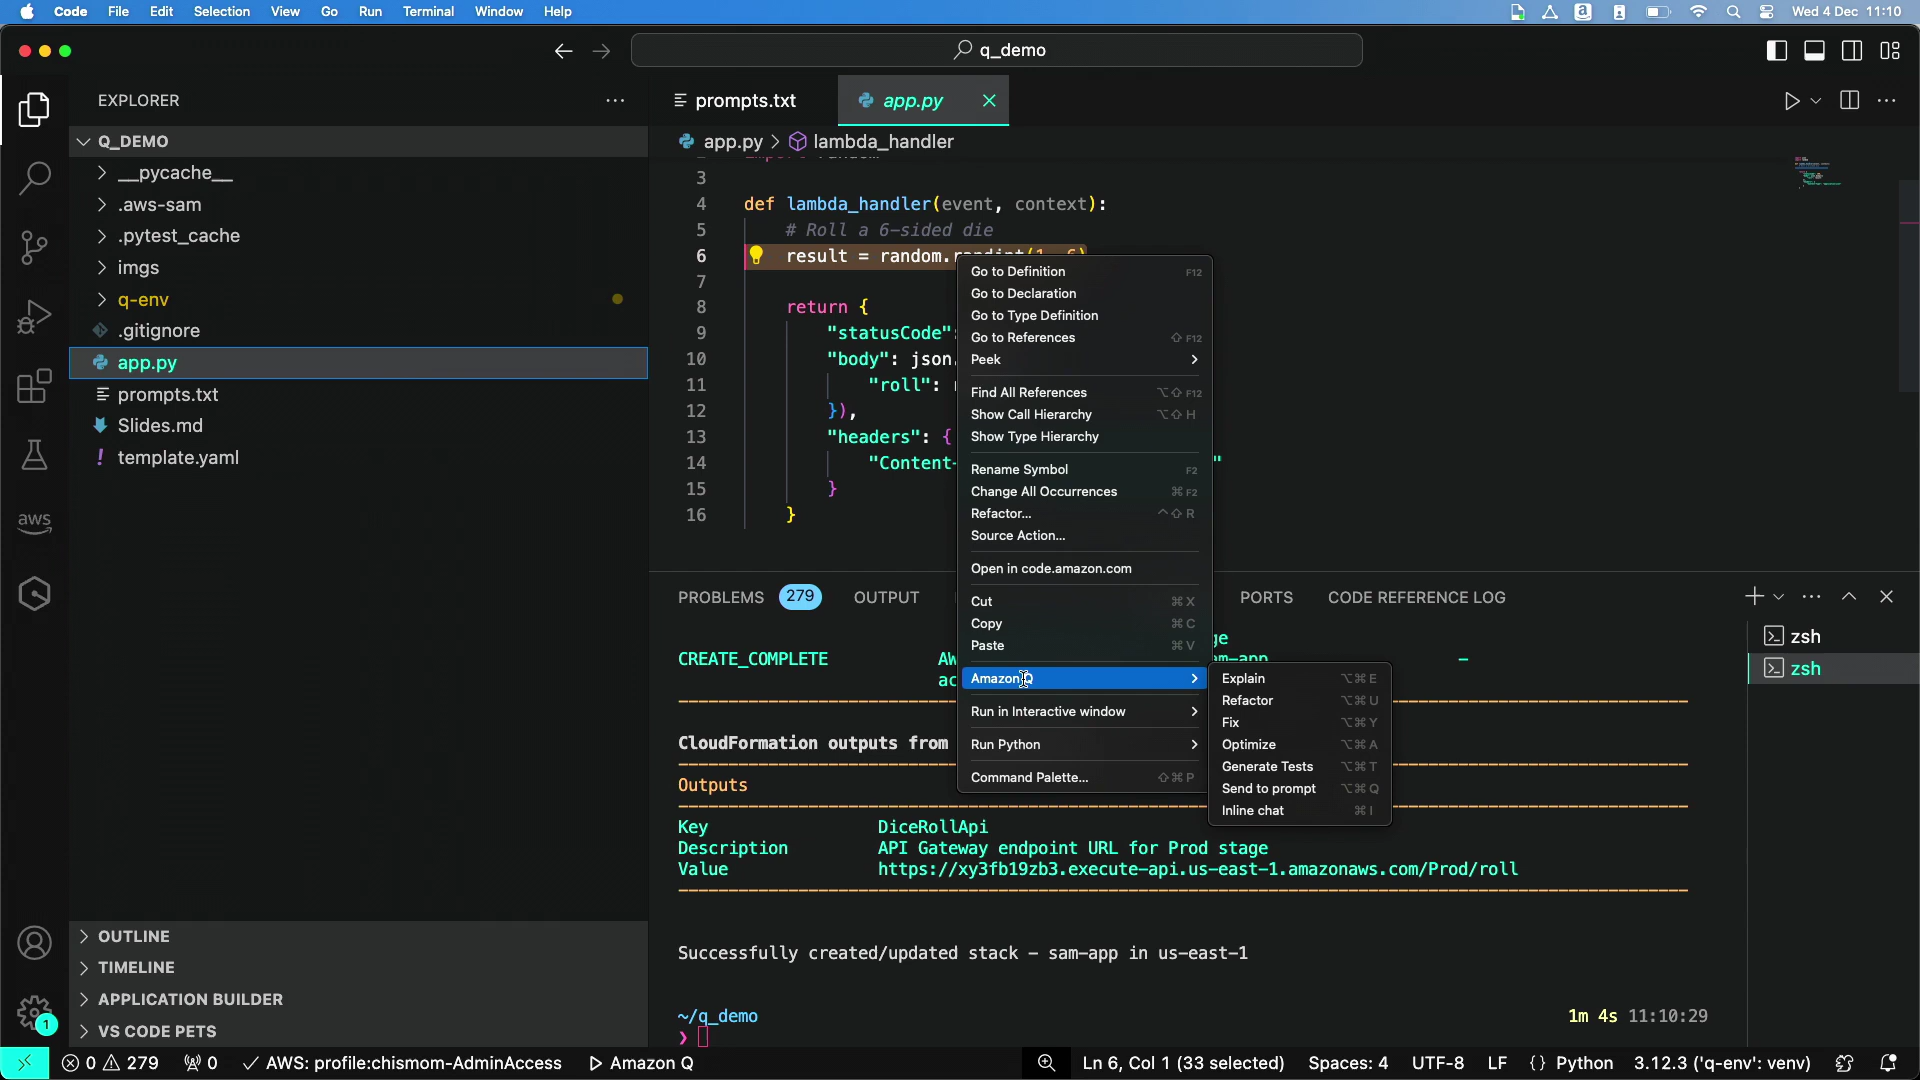 Code File Edit Selection View Go Run Terminal Window Help
Wed 4 Dec 11:10
q_demo
EXPLORER
Q_DEMO
__pycache__
.aws-sam
.pytest_cache
imgs
q-env
.gitignore
app.py
prompts.txt
Slides.md
template.yaml
aws
OUTLINE
TIMELINE
APPLICATION BUILDER
VS CODE PETS
1
prompts.txt
app.py
app.py > lambda_handler
3
4 def lambda_handler(event, context):
5 # Roll a 6-sided die
6 result = random.randint(1, 6)
7
8 return {
9 "statusCode":
10 "body": json.
11 "roll":
12 }),
13 "headers": {
14 "Content- "
15 }
16 }
Go to Definition F12
Go to Declaration
Go to Type Definition
Go to References ⇧ F12
Peek
Find All References ⌥⇧ F12
Show Call Hierarchy ⌥⇧ H
Show Type Hierarchy
Rename Symbol F2
Change All Occurrences ⌘ F2
Refactor... ^⇧ R
Source Action...
Open in code.amazon.com
Cut ⌘ X
Copy ⌘ C
Paste ⌘ V
Amazon Q
Run in Interactive window
Run Python
Command Palette... ⇧⌘ P
Explain ⌥⌘ E
Refactor ⌥⌘ U
Fix ⌥⌘ Y
Optimize ⌥⌘ A
Generate Tests ⌥⌘ T
Send to prompt ⌥⌘ Q
Inline chat ⌘ I
PROBLEMS 279 OUTPUT PORTS CODE REFERENCE LOG
zsh
zsh
CREATE_COMPLETE -
CloudFormation outputs from
Outputs
Key DiceRollApi
Description API Gateway endpoint URL for Prod stage
Value https://xy3fb19zb3.execute-api.us-east-1.amazonaws.com/Prod/roll
Successfully created/updated stack - sam-app in us-east-1
~/q_demo 1m 4s 11:10:29
❯
0 279 0 AWS: profile:chismom-AdminAccess Amazon Q Ln 6, Col 1 (33 selected) Spaces: 4 UTF-8 LF {} Python 3.12.3 ('q-env': venv)